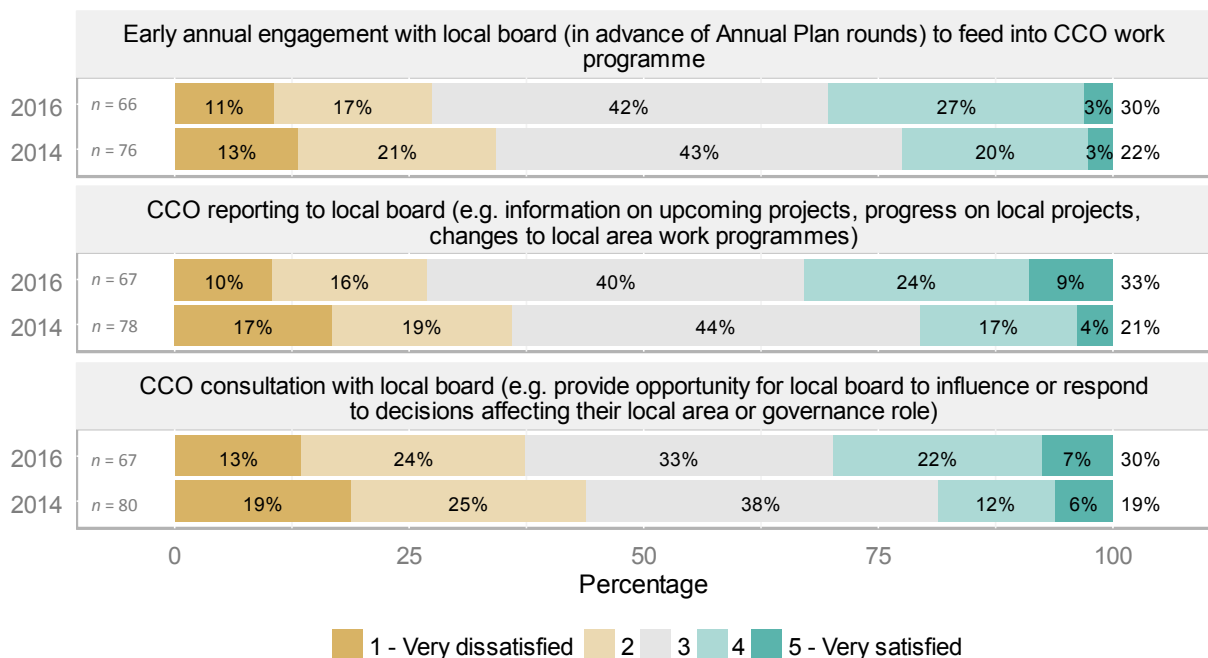 Early annual engagement with local board (in advance of Annual Plan rounds) to feed into CCO work
programme
2016 n = 66 11% 17% 42% 27% 3% 30%
2014 n = 76 13% 21% 43% 20% 3% 22%
CCO reporting to local board (e.g. information on upcoming projects, progress on local projects,
changes to local area work programmes)
2016 n = 67 10% 16% 40% 24% 9% 33%
2014 n = 78 17% 19% 44% 17% 4% 21%
CCO consultation with local board (e.g. provide opportunity for local board to influence or respond
to decisions affecting their local area or governance role)
2016 n = 67 13% 24% 33% 22% 7% 30%
2014 n = 80 19% 25% 38% 12% 6% 19%
0 25 50 75 100
Percentage
1 - Very dissatisfied 2 3 4 5 - Very satisfied